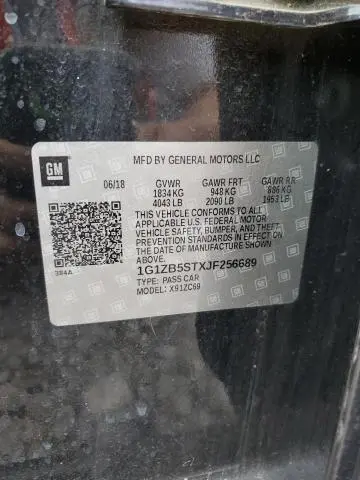 GM
MFD BY GENERAL MOTORS LLC
06/18 GVWR GAWR FRT GAWR RR
1834 KG 948 KG 886 KG
4043 LB 2090 LB 1953 LB
THIS VEHICLE CONFORMS TO ALL
APPLICABLE U.S. FEDERAL MOTOR
VEHICLE SAFETY, BUMPER, AND THEFT
PREVENTION STANDARDS IN EFFECT ON
THE DATE OF MANUFACTURE SHOWN
ABOVE.
1G1ZB5STXJF256689
TYPE: PASS CAR
MODEL: X91ZC69